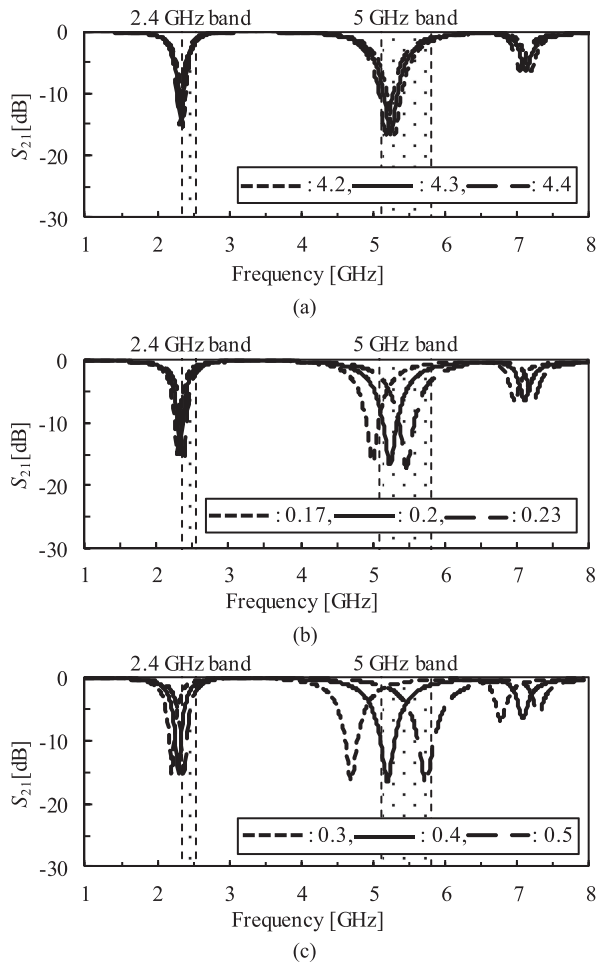 2.4 GHz band 5 GHz band
0
-10
-20
-30
S21[dB]
: 4.2, : 4.3, : 4.4
1 2 3 4 5 6 7 8
Frequency [GHz]
(a)
2.4 GHz band 5 GHz band
0
-10
-20
-30
S21[dB]
: 0.17, : 0.2, : 0.23
1 2 3 4 5 6 7 8
Frequency [GHz]
(b)
2.4 GHz band 5 GHz band
0
-10
-20
-30
S21[dB]
: 0.3, : 0.4, : 0.5
1 2 3 4 5 6 7 8
Frequency [GHz]
(c)